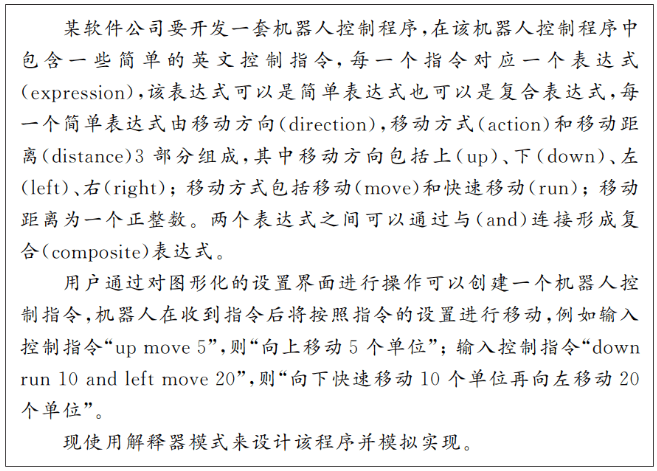 某软件公司要开发一套机器人控制程序,在该机器人控制程序中
包含一些简单的英文控制指令,每一个指令对应一个表达式
(expression),该表达式可以是简单表达式也可以是复合表达式,每
一个简单表达式由移动方向(direction),移动方式(action)和移动距
离(distance)3 部分组成,其中移动方向包括上(up)、下(down)、左
(left)、右(right);移动方式包括移动(move)和快速移动(run);移动
距离为一个正整数。两个表达式之间可以通过与(and)连接形成复
合(composite)表达式。
用户通过对图形化的设置界面进行操作可以创建一个机器人控
制指令,机器人在收到指令后将按照指令的设置进行移动,例如输入
控制指令“up move 5”,则“向上移动 5 个单位”;输入控制指令“down
run 10 and left move 20”,则“向下快速移动 10 个单位再向左移动 20
个单位”。
现使用解释器模式来设计该程序并模拟实现。